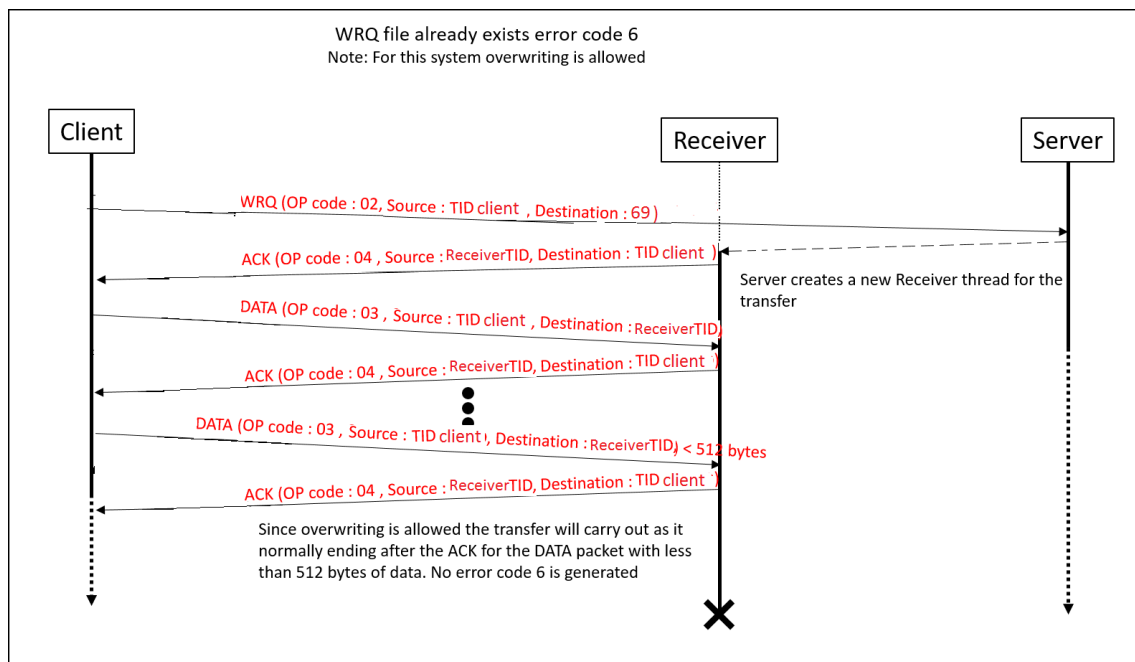 WRQ file already exists error code 6
Note: For this system overwriting is allowed
Client
Receiver
Server
WRQ (OP code : 02, Source : TID client , Destination : 69 )
ACK (OP code : 04 , Source : ReceiverTID, Destination : TID client )
Server creates a new Receiver thread for the
transfer
DATA (OP code : 03 , Source : TID client , Destination : ReceiverTID)
ACK (OP code : 04 , Source : ReceiverTID, Destination : TID client )
DATA (OP code : 03 , Source : TID client , Destination : ReceiverTID) < 512 bytes
ACK (OP code : 04 , Source : ReceiverTID, Destination : TID client )
Since overwriting is allowed the transfer will carry out as it
normally ending after the ACK for the DATA packet with less
than 512 bytes of data. No error code 6 is generated